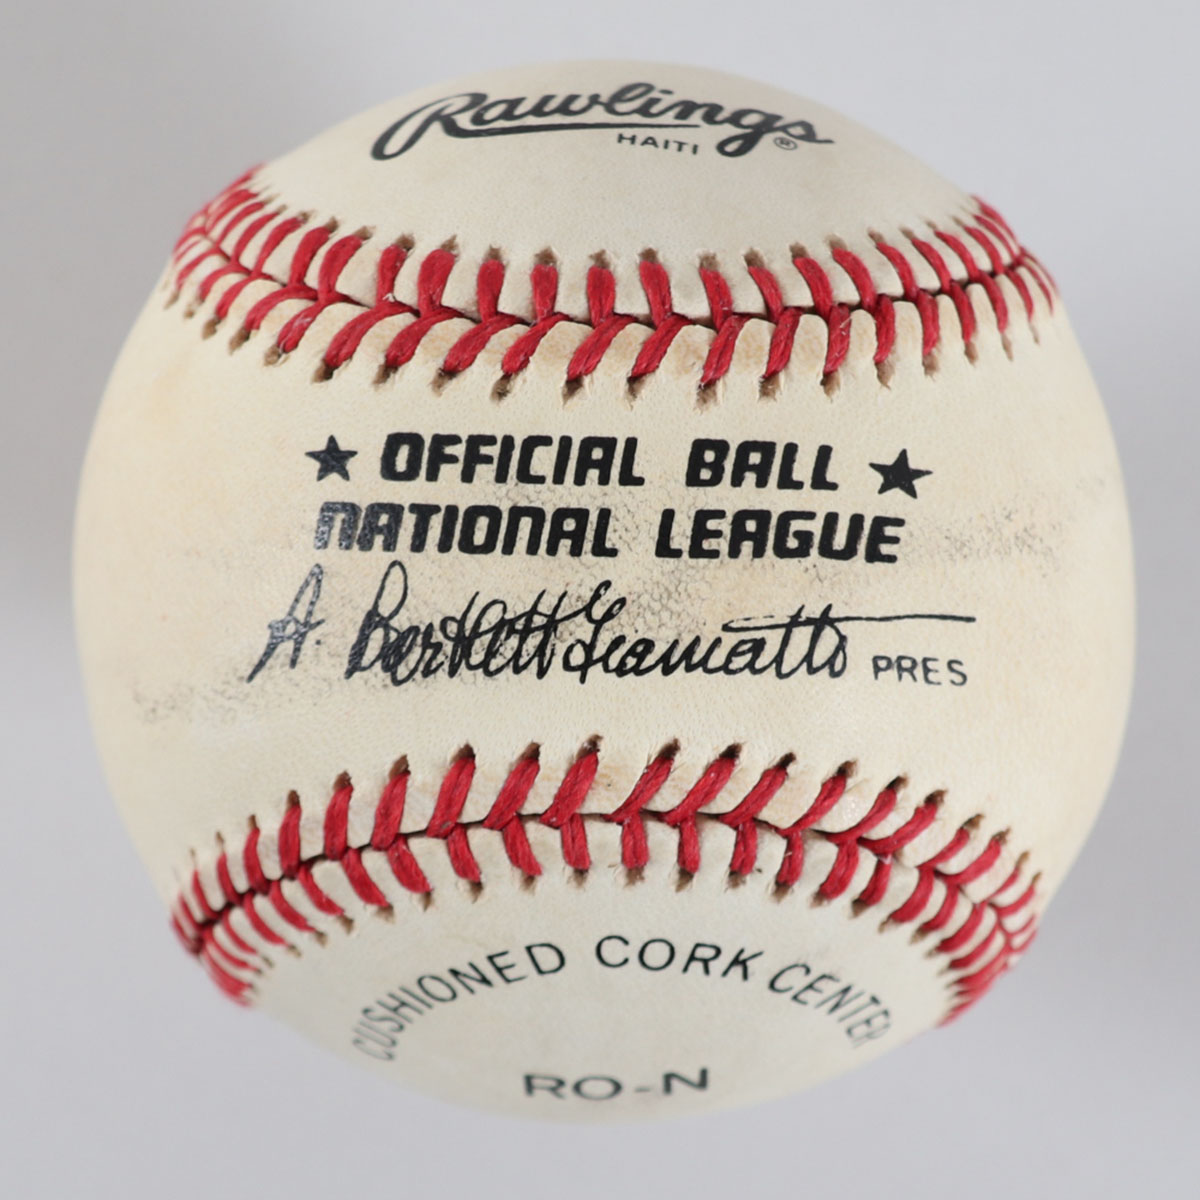 Rawlings®
HAITI
★ OFFICIAL BALL ★
NATIONAL LEAGUE
A. Bartlett Giamatti PRES
CUSHIONED CORK CENTER
RO-N